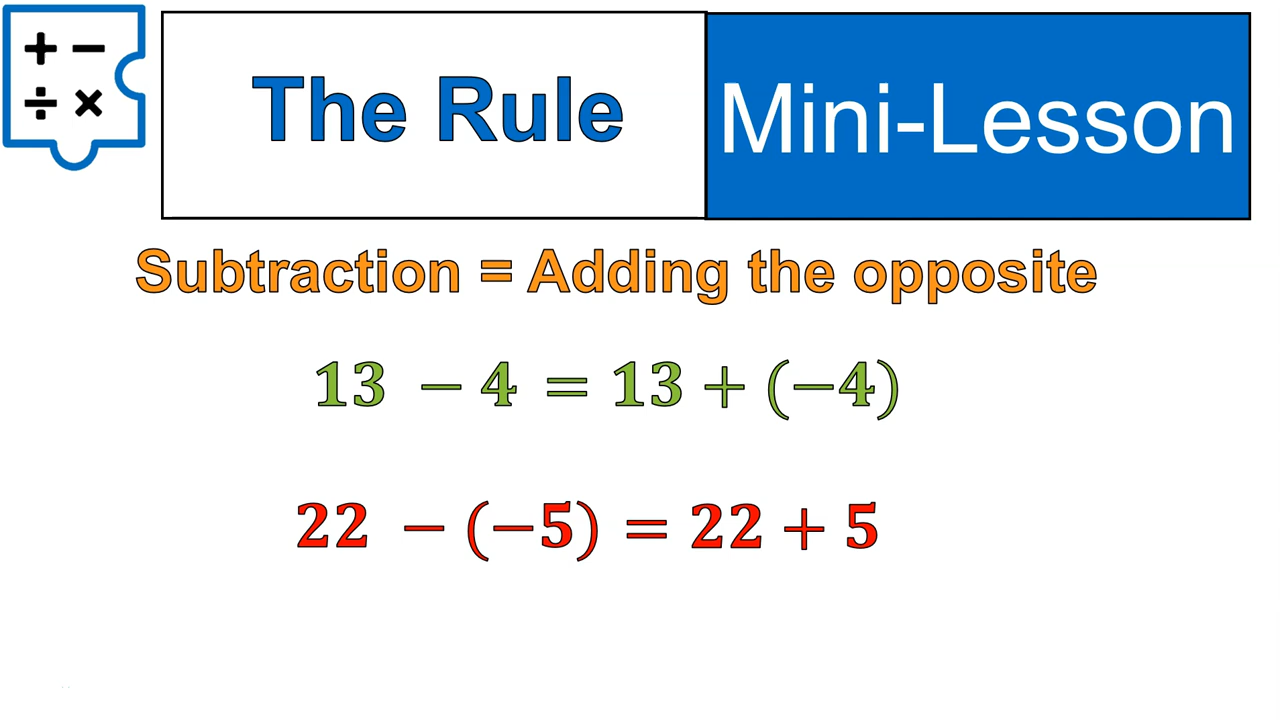 + −
÷ ×
The Rule Mini-Lesson
Subtraction = Adding the opposite
13 − 4 = 13 + (−4)
22 − (−5) = 22 + 5